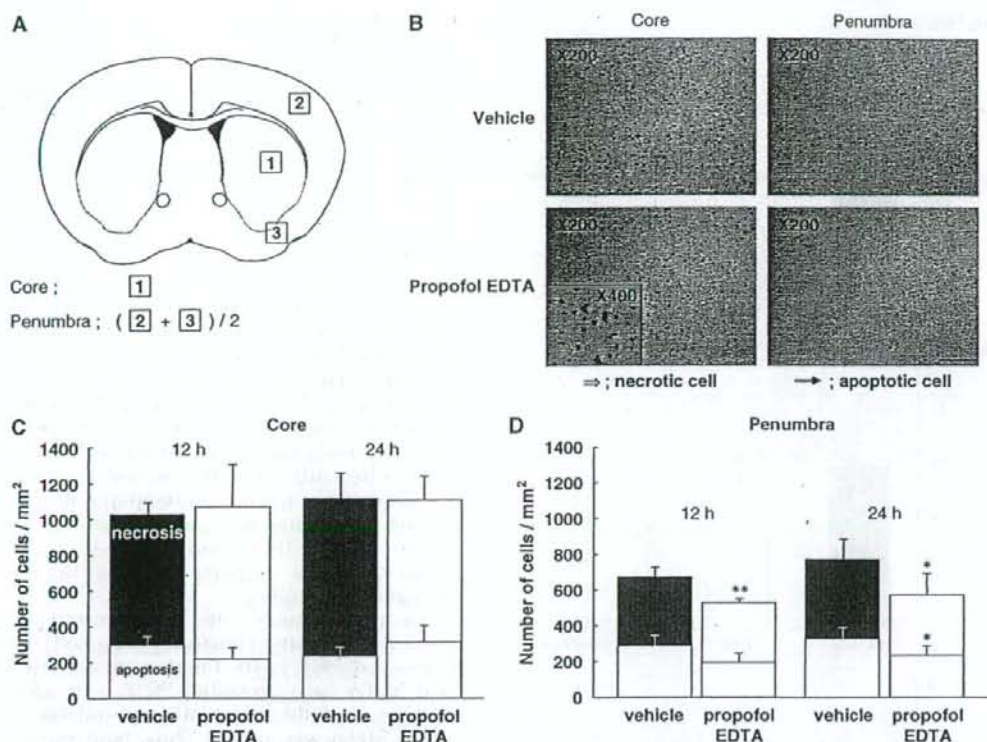 A
2
1
3
Core ; 1
Penumbra ; ( 2 + 3 ) / 2
B
Core Penumbra
Vehicle
X200 X200
Propofol EDTA
X200 X200
X400
⇒ ; necrotic cell → ; apoptotic cell
C
Core
12 h 24 h
Number of cells / mm²
1400
1200
1000
800
600
400
200
0
necrosis
apoptosis
vehicle propofol vehicle propofol
EDTA EDTA
D
Penumbra
12 h 24 h
Number of cells / mm²
1400
1200
1000
800
600
400
200
0
**
*
*
vehicle propofol vehicle propofol
EDTA EDTA